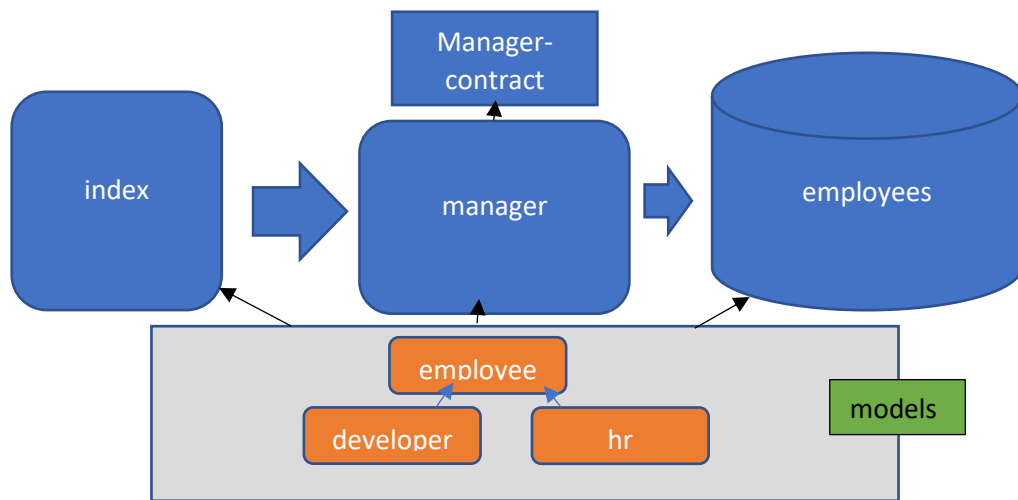 Manager-
contract
index
manager
employees
employee
models
developer
hr